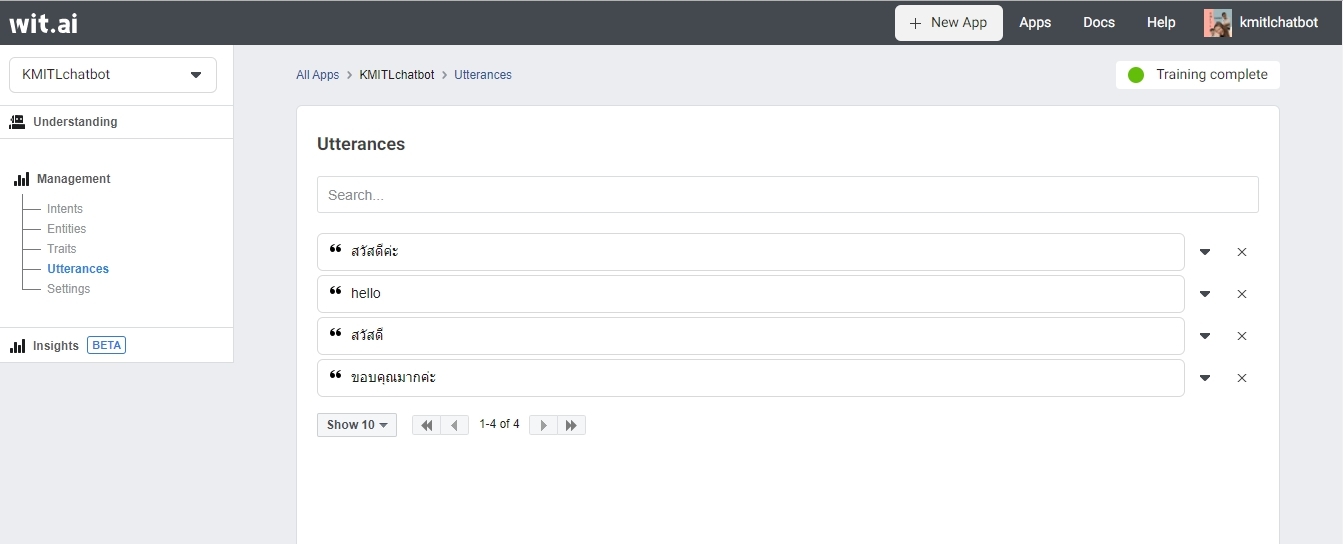 wit.ai
+ New App
Apps
Docs
Help
kmitlchatbot
KMITLchatbot
All Apps > KMITLchatbot > Utterances
Training complete
Understanding
Management
Intents
Entities
Traits
Utterances
Settings
Insights BETA
Utterances
Search...
❝ สวัสดีค่ะ
❝ hello
❝ สวัสดี
❝ ขอบคุณมากค่ะ
Show 10
1-4 of 4